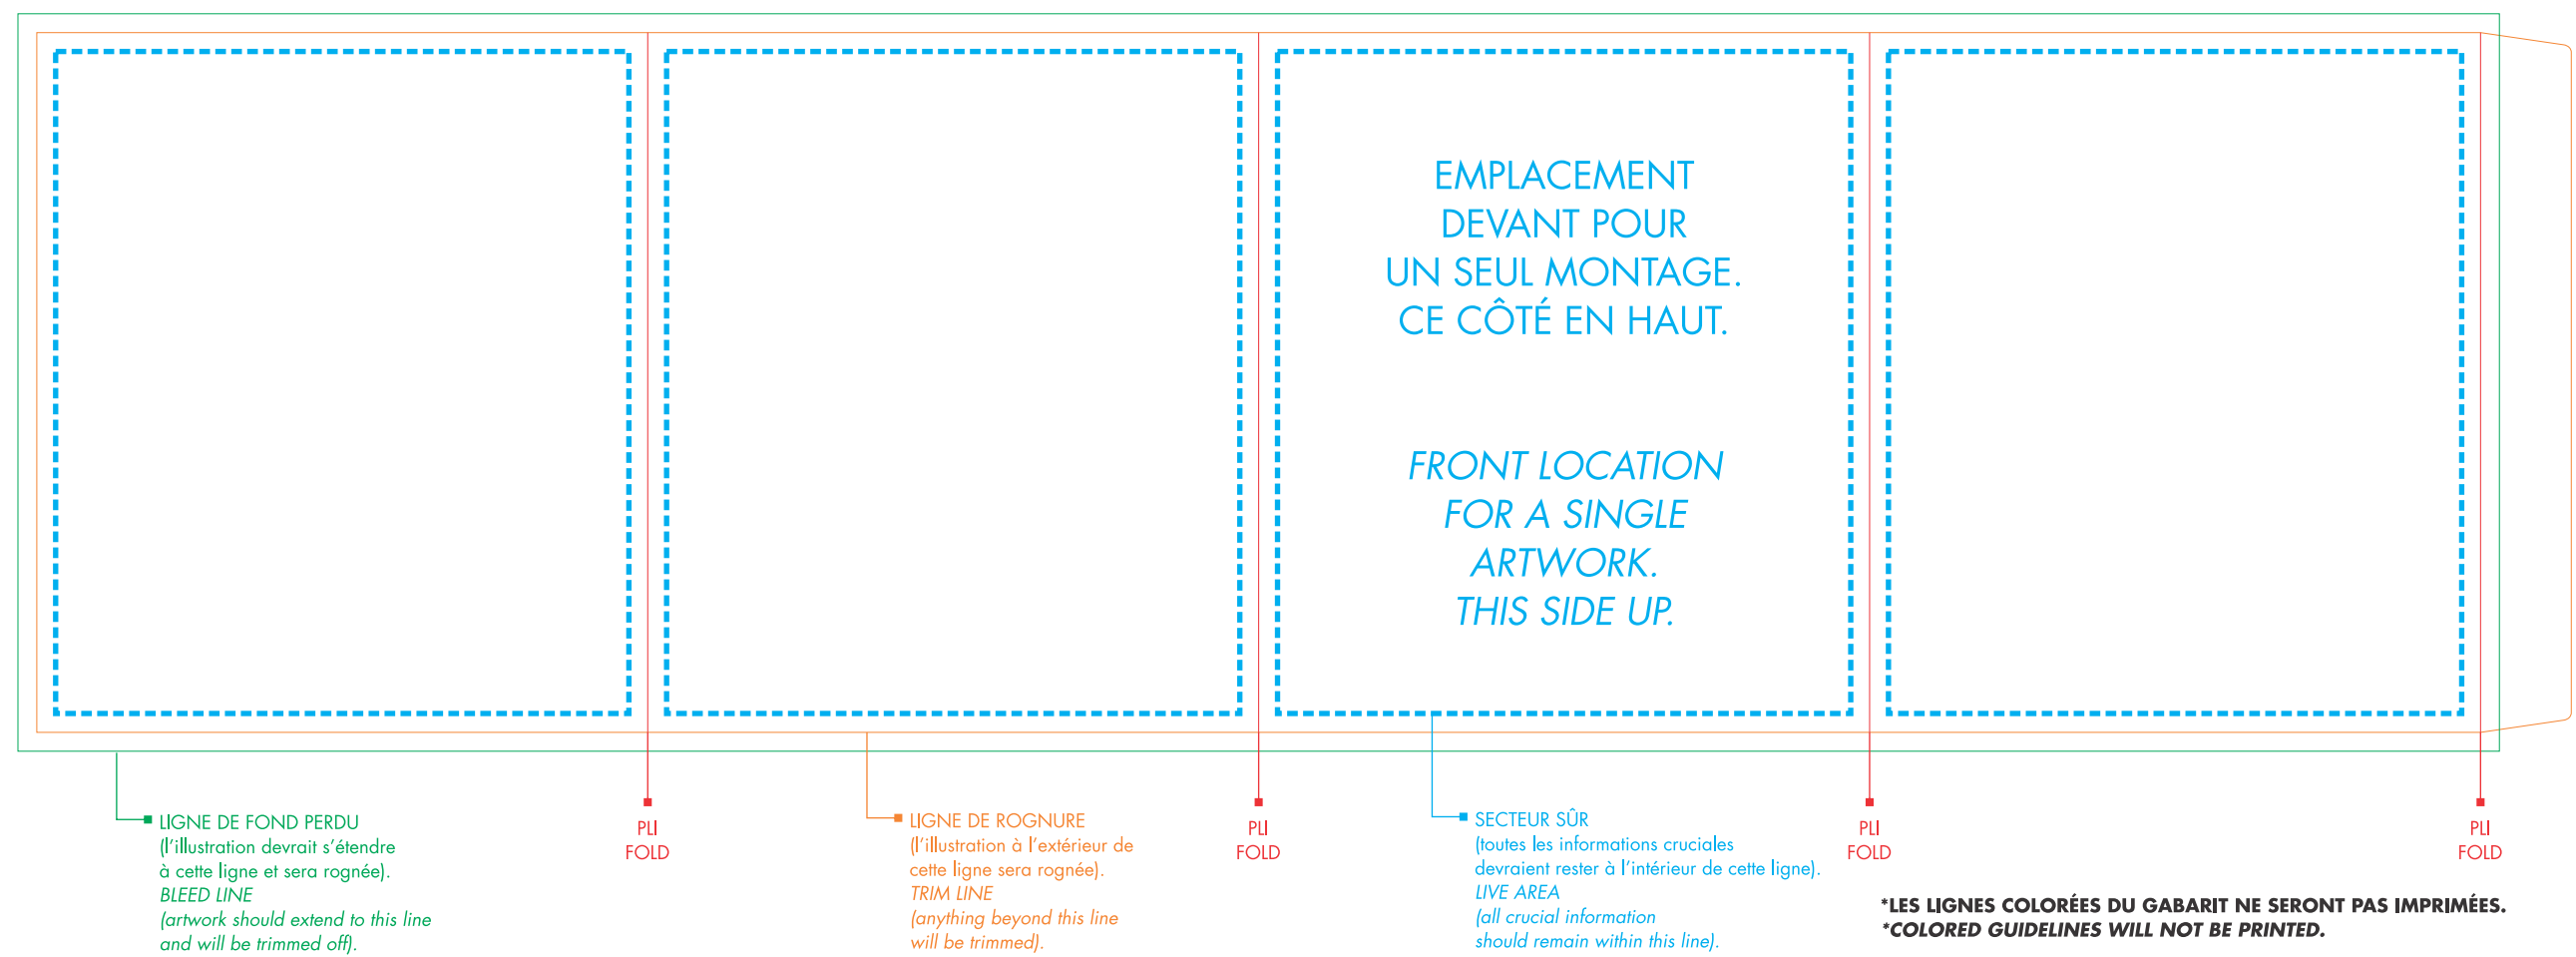 EMPLACEMENT
DEVANT POUR
UN SEUL MONTAGE.
CE CÔTÉ EN HAUT.
FRONT LOCATION
FOR A SINGLE
ARTWORK.
THIS SIDE UP.
LIGNE DE FOND PERDU
(l'illustration devrait s'étendre
à cette ligne et sera rognée).
BLEED LINE
(artwork should extend to this line
and will be trimmed off).
PLI
FOLD
LIGNE DE ROGNURE
(l'illustration à l'extérieur de
cette ligne sera rognée).
TRIM LINE
(anything beyond this line
will be trimmed).
PLI
FOLD
SECTEUR SÛR
(toutes les informations cruciales
devraient rester à l'intérieur de cette ligne).
LIVE AREA
(all crucial information
should remain within this line).
PLI
FOLD
PLI
FOLD
*LES LIGNES COLORÉES DU GABARIT NE SERONT PAS IMPRIMÉES.
*COLORED GUIDELINES WILL NOT BE PRINTED.